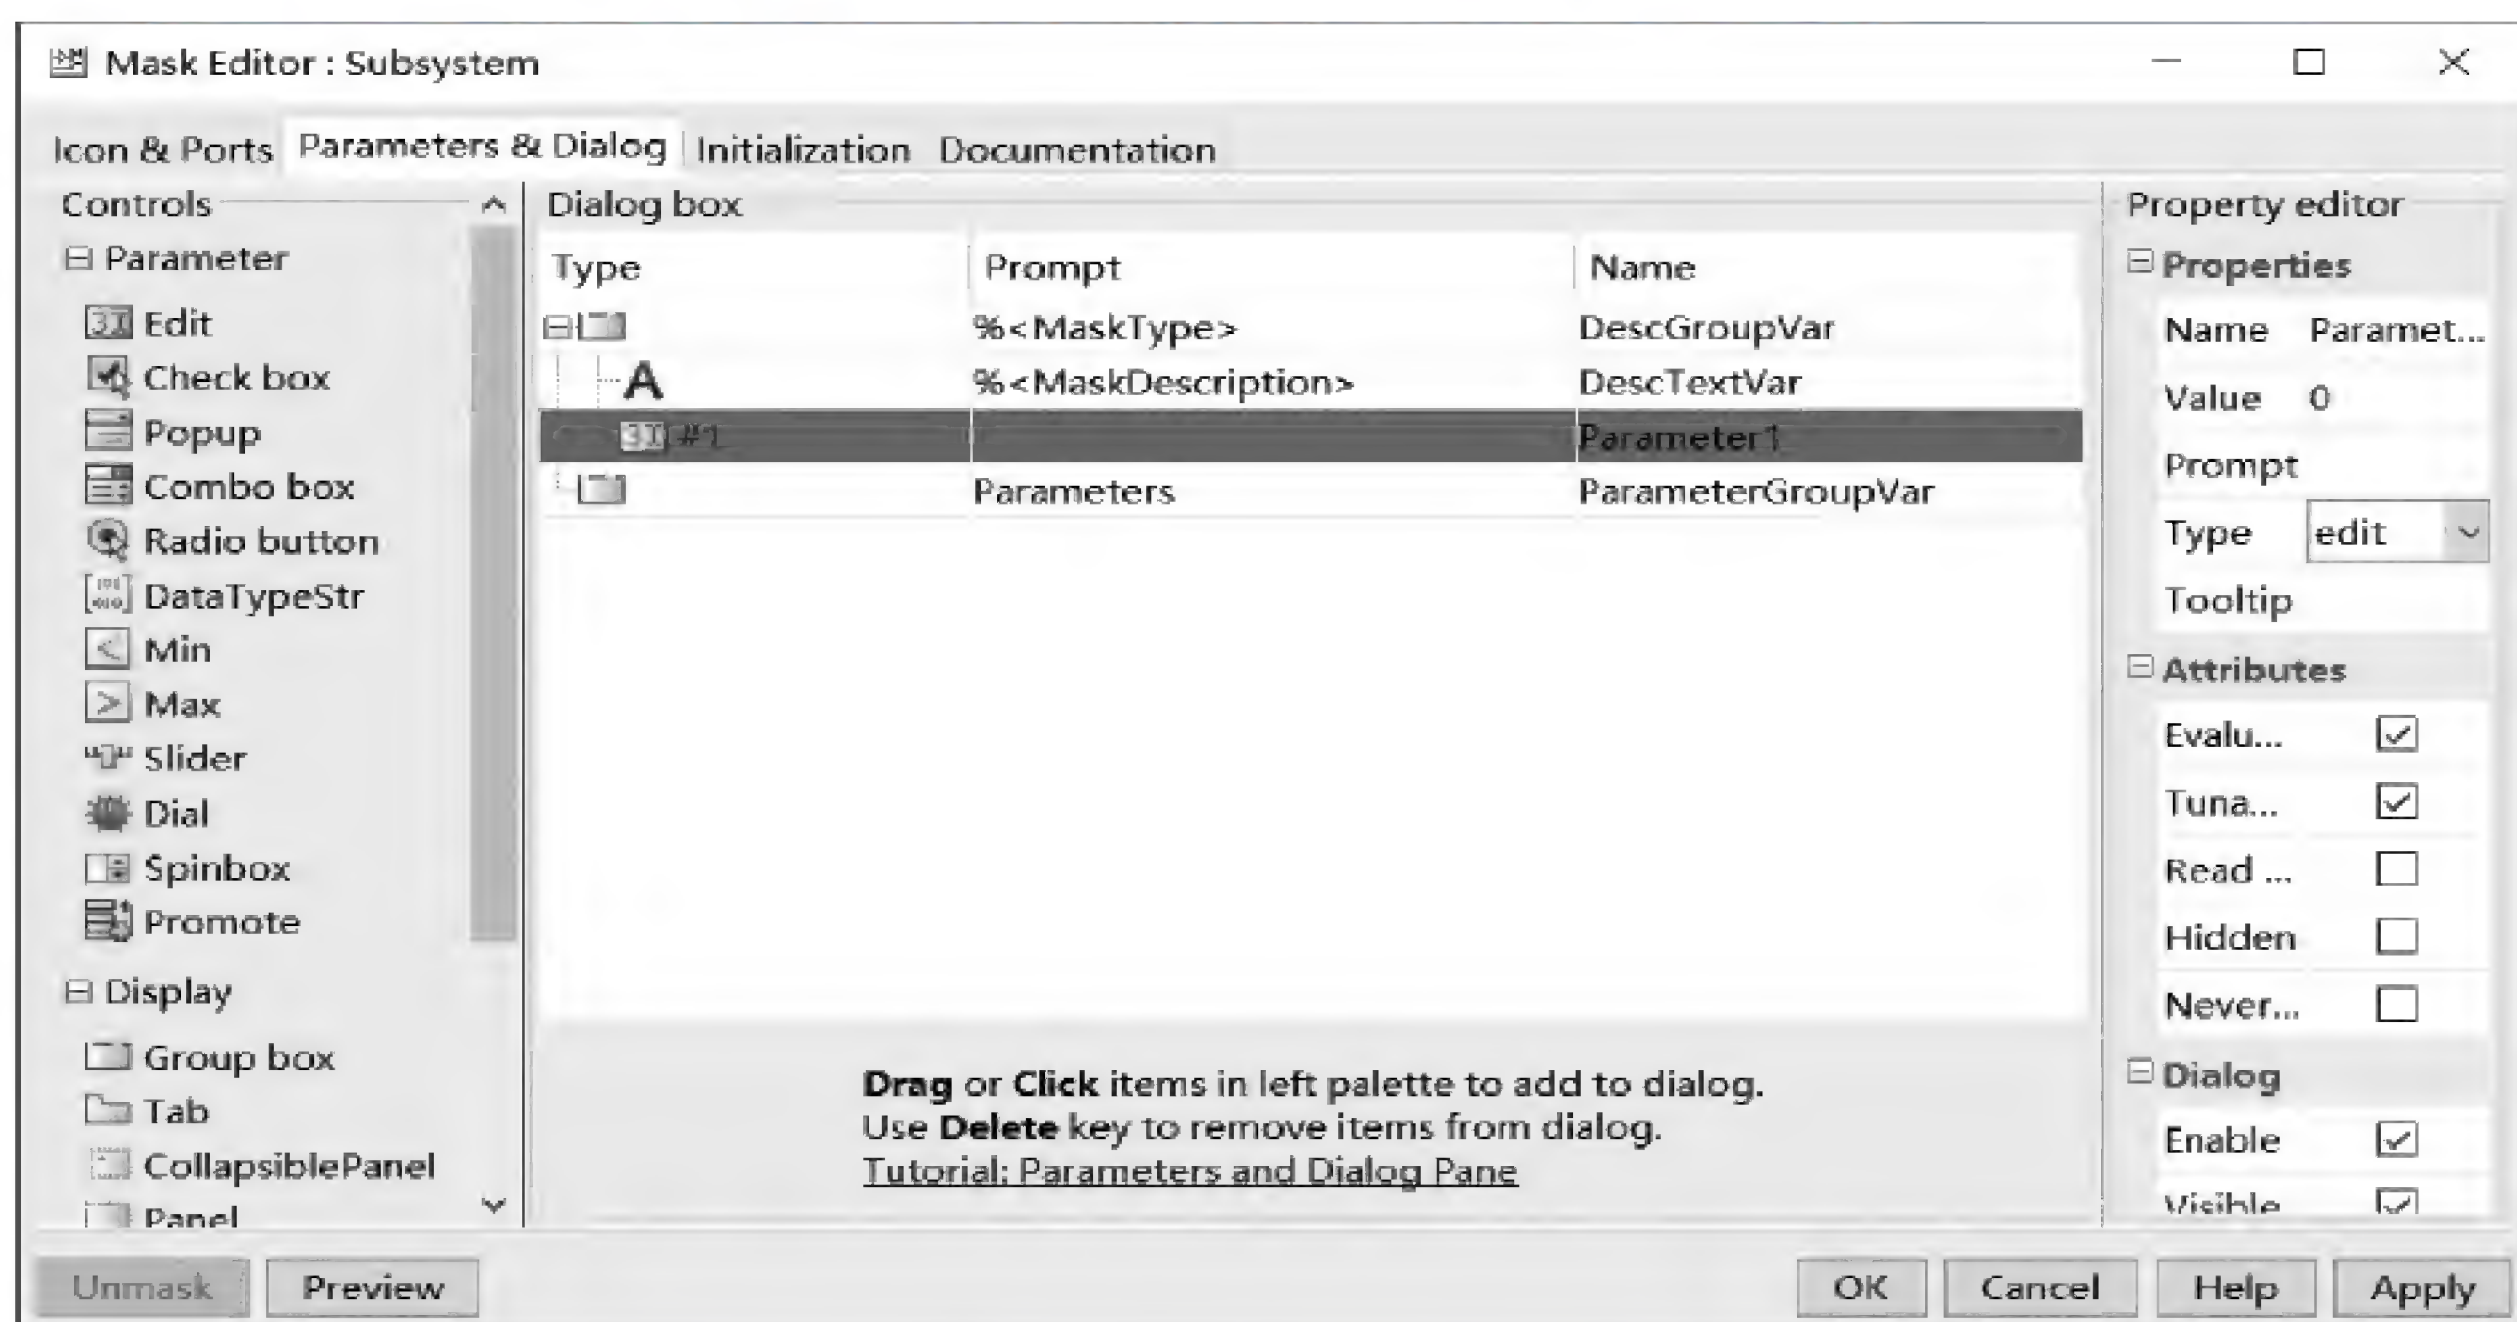 Mask Editor : Subsystem
Icon & Ports Parameters & Dialog Initialization Documentation
Controls
Parameter
Edit
Check box
Popup
Combo box
Radio button
DataTypeStr
Min
Max
Slider
Dial
Spinbox
Promote
Display
Group box
Tab
CollapsiblePanel
Panel
Dialog box
Type Prompt Name
%<MaskType> DescGroupVar
A %<MaskDescription> DescTextVar
#1 Parameter1
Parameters ParameterGroupVar
Drag or Click items in left palette to add to dialog.
Use Delete key to remove items from dialog.
Tutorial: Parameters and Dialog Pane
Property editor
Properties
Name Paramet...
Value 0
Prompt
Type edit
Tooltip
Attributes
Evalu...
Tuna...
Read ...
Hidden
Never...
Dialog
Enable
Visible
Unmask Preview OK Cancel Help Apply